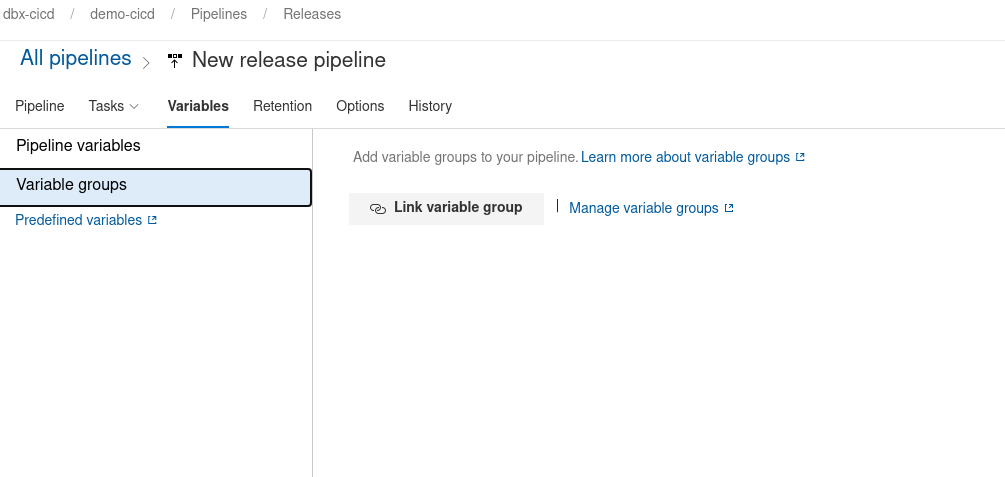 dbx-cicd / demo-cicd / Pipelines / Releases
All pipelines > New release pipeline
Pipeline Tasks Variables Retention Options History
Pipeline variables
Variable groups
Predefined variables
Add variable groups to your pipeline. Learn more about variable groups
Link variable group | Manage variable groups